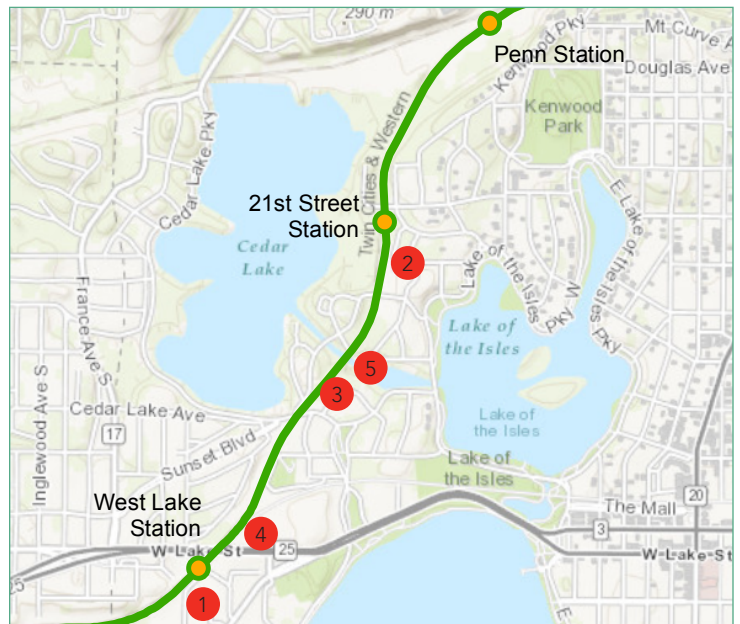 290 m
Penn Station
Kenwood Pky
Mt Curve A
Douglas Ave
Kenwood
Park
Cedar Lake Pky
Twin Cities & Western
21st Street
Station
Cedar
Lake
2
Lake of the Isles
Pky W
E Lake of the Isles Pky
France Ave S
Lake of
the Isles
5
3
Inglewood Ave S
Cedar Lake Ave
17
Sunset Blvd
Lake of
the Isles
Lake of
the Isles
West Lake
Station
The Mall
20
4
3
W Lake St
25
W Lake St
25
1
E